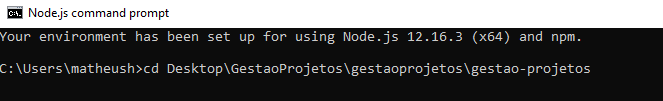 Node.js command prompt
Your environment has been set up for using Node.js 12.16.3 (x64) and npm.
C:\Users\matheush>cd Desktop\GestaoProjetos\gestaoprojetos\gestao-projetos